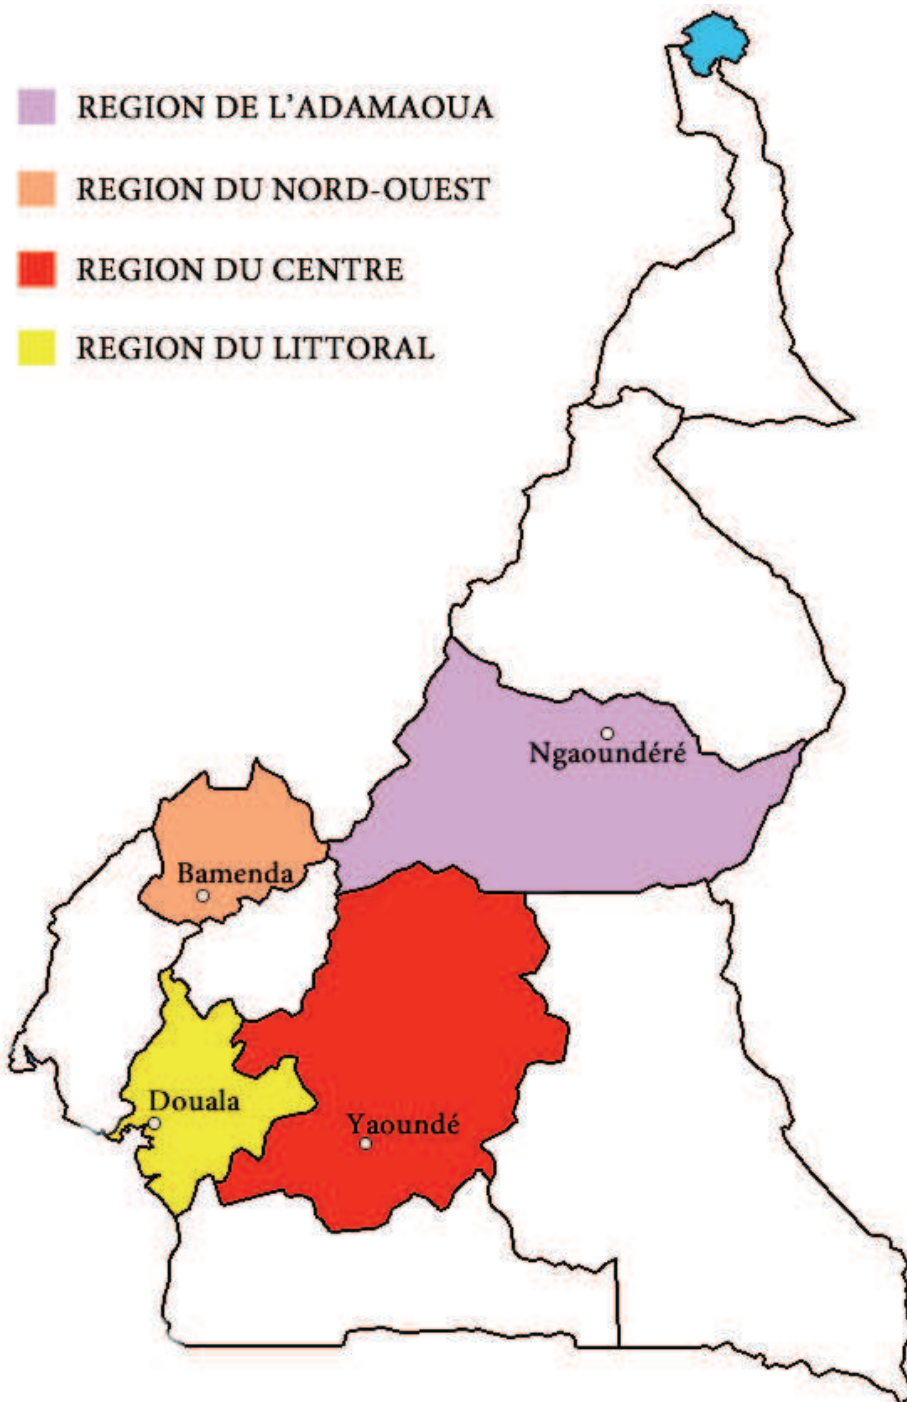 REGION DE L'ADAMAOUA
REGION DU NORD-OUEST
REGION DU CENTRE
REGION DU LITTORAL
Ngaoundéré
Bamenda
Douala
Yaoundé